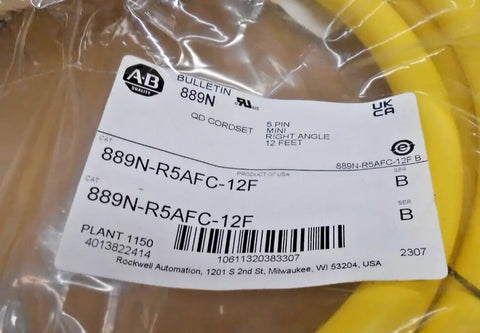 A-B
QUALITY
BULLETIN
889N
QD CORDSET
5 PIN
MINI
RIGHT ANGLE
12 FEET
UK
CA
e
889N-R5AFC-12F B
CAT
PRODUCT OF USA
SER
889N-R5AFC-12F
B
CAT
SER
889N-R5AFC-12F
B
PLANT 1150
4013822414
10611320383307
2307
Rockwell Automation, 1201 S 2nd St, Milwaukee, WI 53204, USA